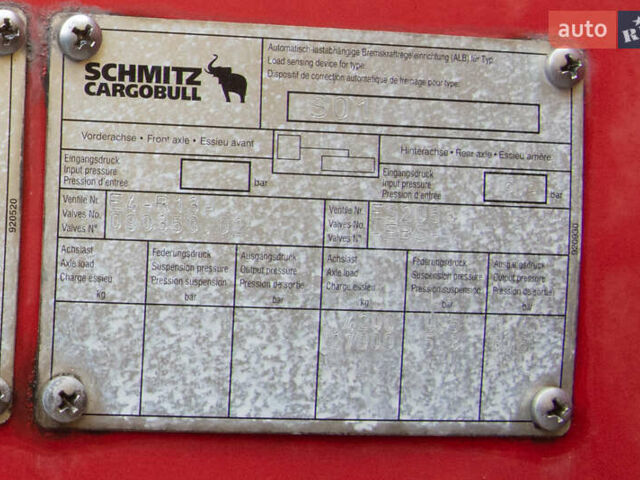 auto
RI
SCHMITZ
CARGOBULL
Automatisch-lastabhängige Bremskraftregeleinrichtung (ALB) für Typ:
Load sensing device for type:
Dispositif de correction automtetique de freinage pour type:
S01
Vorderachse • Front axle • Essieu avant
Hinterachse • Rear axle • Essieu arrière
Eingangsdruck
Input pressure
Pression d'entrée
bar
Eingangsdruck
Input pressure
Pression d'entrée
bar
Ventile Nr.
Valves No.
Valves N°
Ventile Nr.
Valves No.
Valves N°
Achslast
Axle load
Charge essieu
kg
Federungsdruck
Suspension pressure
Pression suspension
bar
Ausgangsdruck
Output pressure
Pression de sortie
bar
Achslast
Axle load
Charge essieu
kg
Federungsdruck
Suspension pressure
Pression suspension
bar
Ausgangsdruck
Output pressure
Pression de sortie
bar
920520
920500